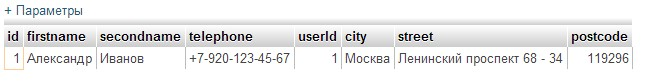 + Параметры
id firstname secondname telephone userId city street postcode
1 Александр Иванов +7-920-123-45-67 1 Москва Ленинский проспект 68 - 34 119296